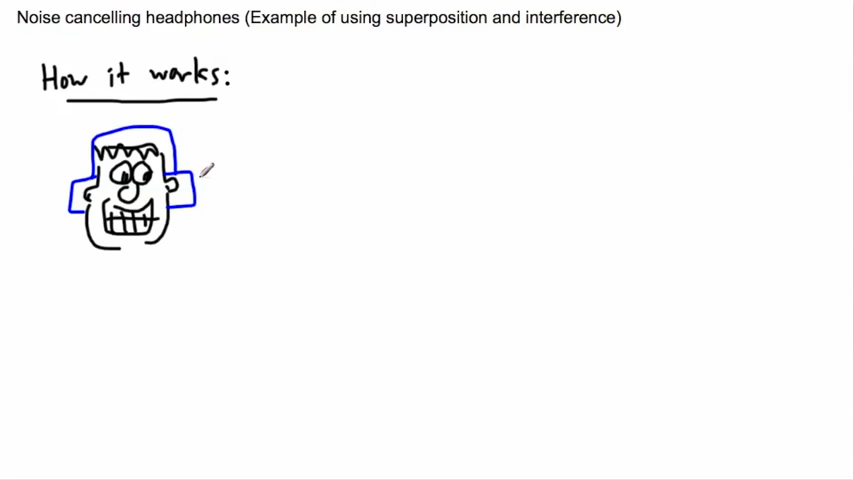 Noise cancelling headphones (Example of using superposition and interference)
How it works: